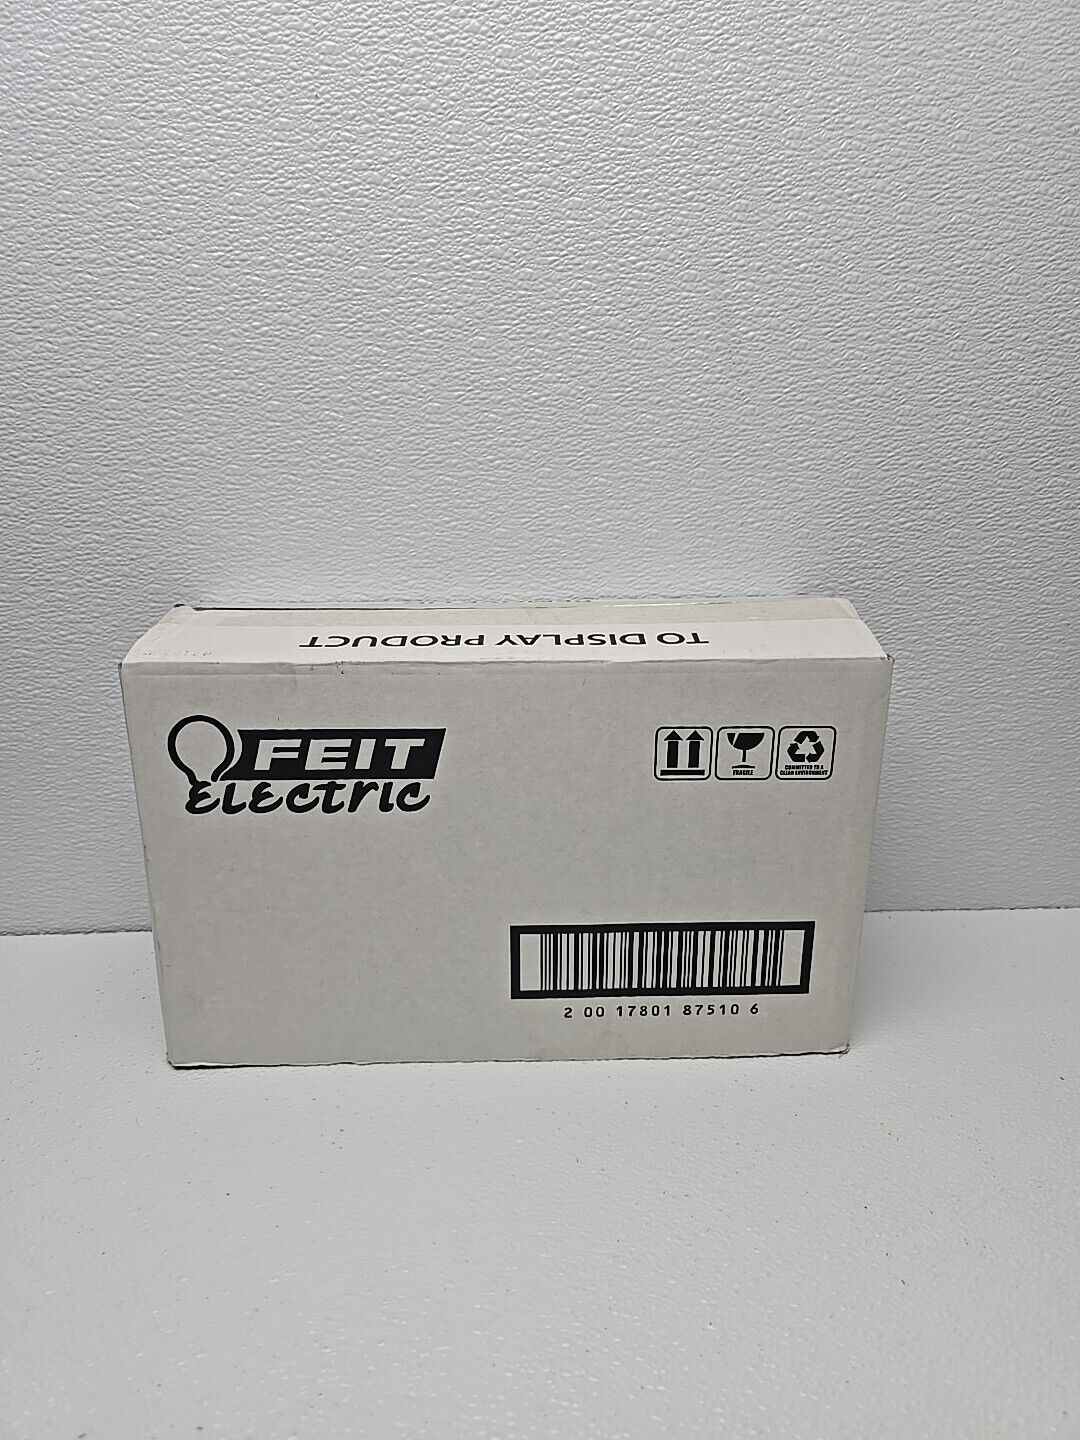 TO DISPLAY PRODUCT
FEIT
ELECTRIC
FRAGILE
COMMITTED TO A
CLEAN ENVIRONMENT
2 00 17801 87510 6